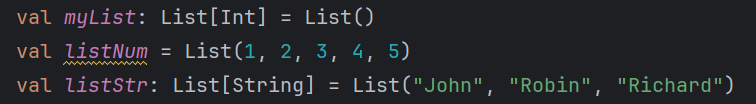 val myList: List[Int] = List()
val listNum = List(1, 2, 3, 4, 5)
val listStr: List[String] = List("John", "Robin", "Richard")